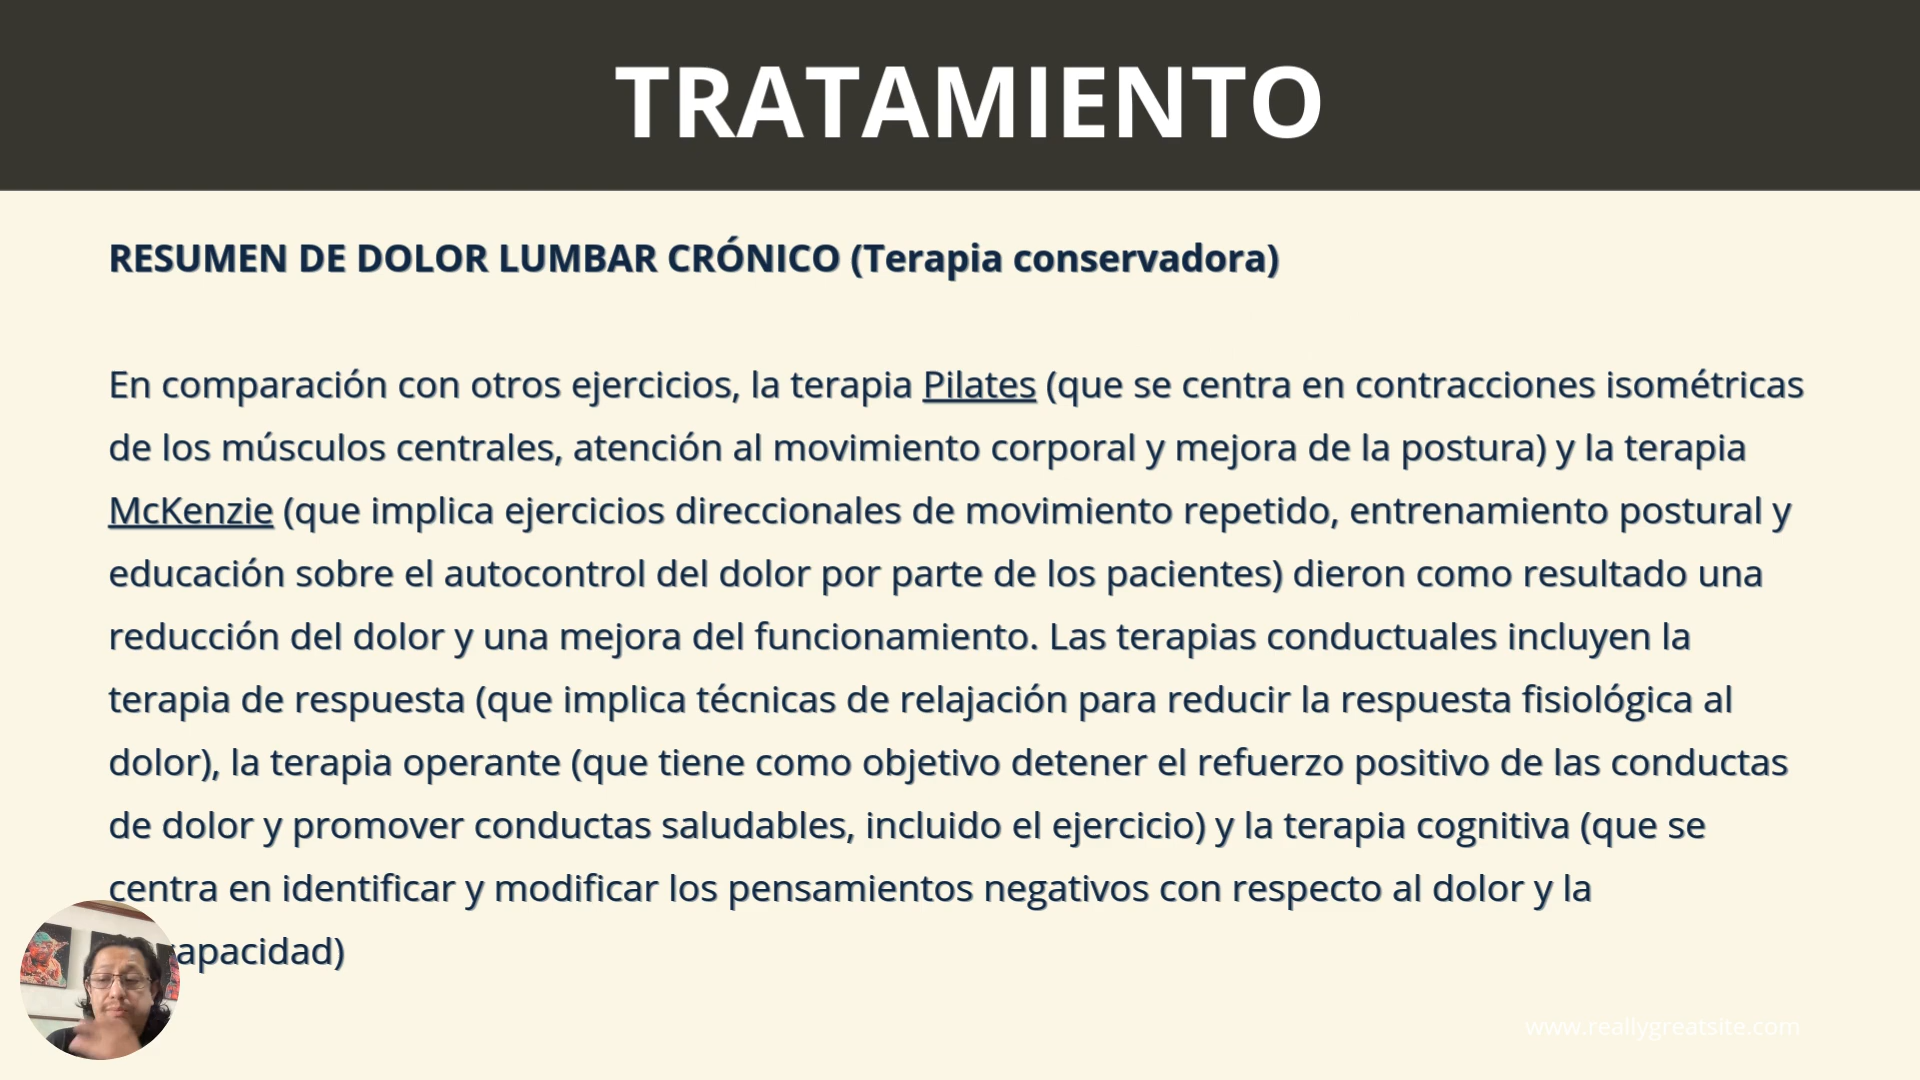 TRATAMIENTO
RESUMEN DE DOLOR LUMBAR CRÓNICO (Terapia conservadora)
En comparación con otros ejercicios, la terapia Pilates (que se centra en contracciones isométricas
de los músculos centrales, atención al movimiento corporal y mejora de la postura) y la terapia
McKenzie (que implica ejercicios direccionales de movimiento repetido, entrenamiento postural y
educación sobre el autocontrol del dolor por parte de los pacientes) dieron como resultado una
reducción del dolor y una mejora del funcionamiento. Las terapias conductuales incluyen la
terapia de respuesta (que implica técnicas de relajación para reducir la respuesta fisiológica al
dolor), la terapia operante (que tiene como objetivo detener el refuerzo positivo de las conductas
de dolor y promover conductas saludables, incluido el ejercicio) y la terapia cognitiva (que se
centra en identificar y modificar los pensamientos negativos con respecto al dolor y la
apacidad)
www.reallygreatsite.com